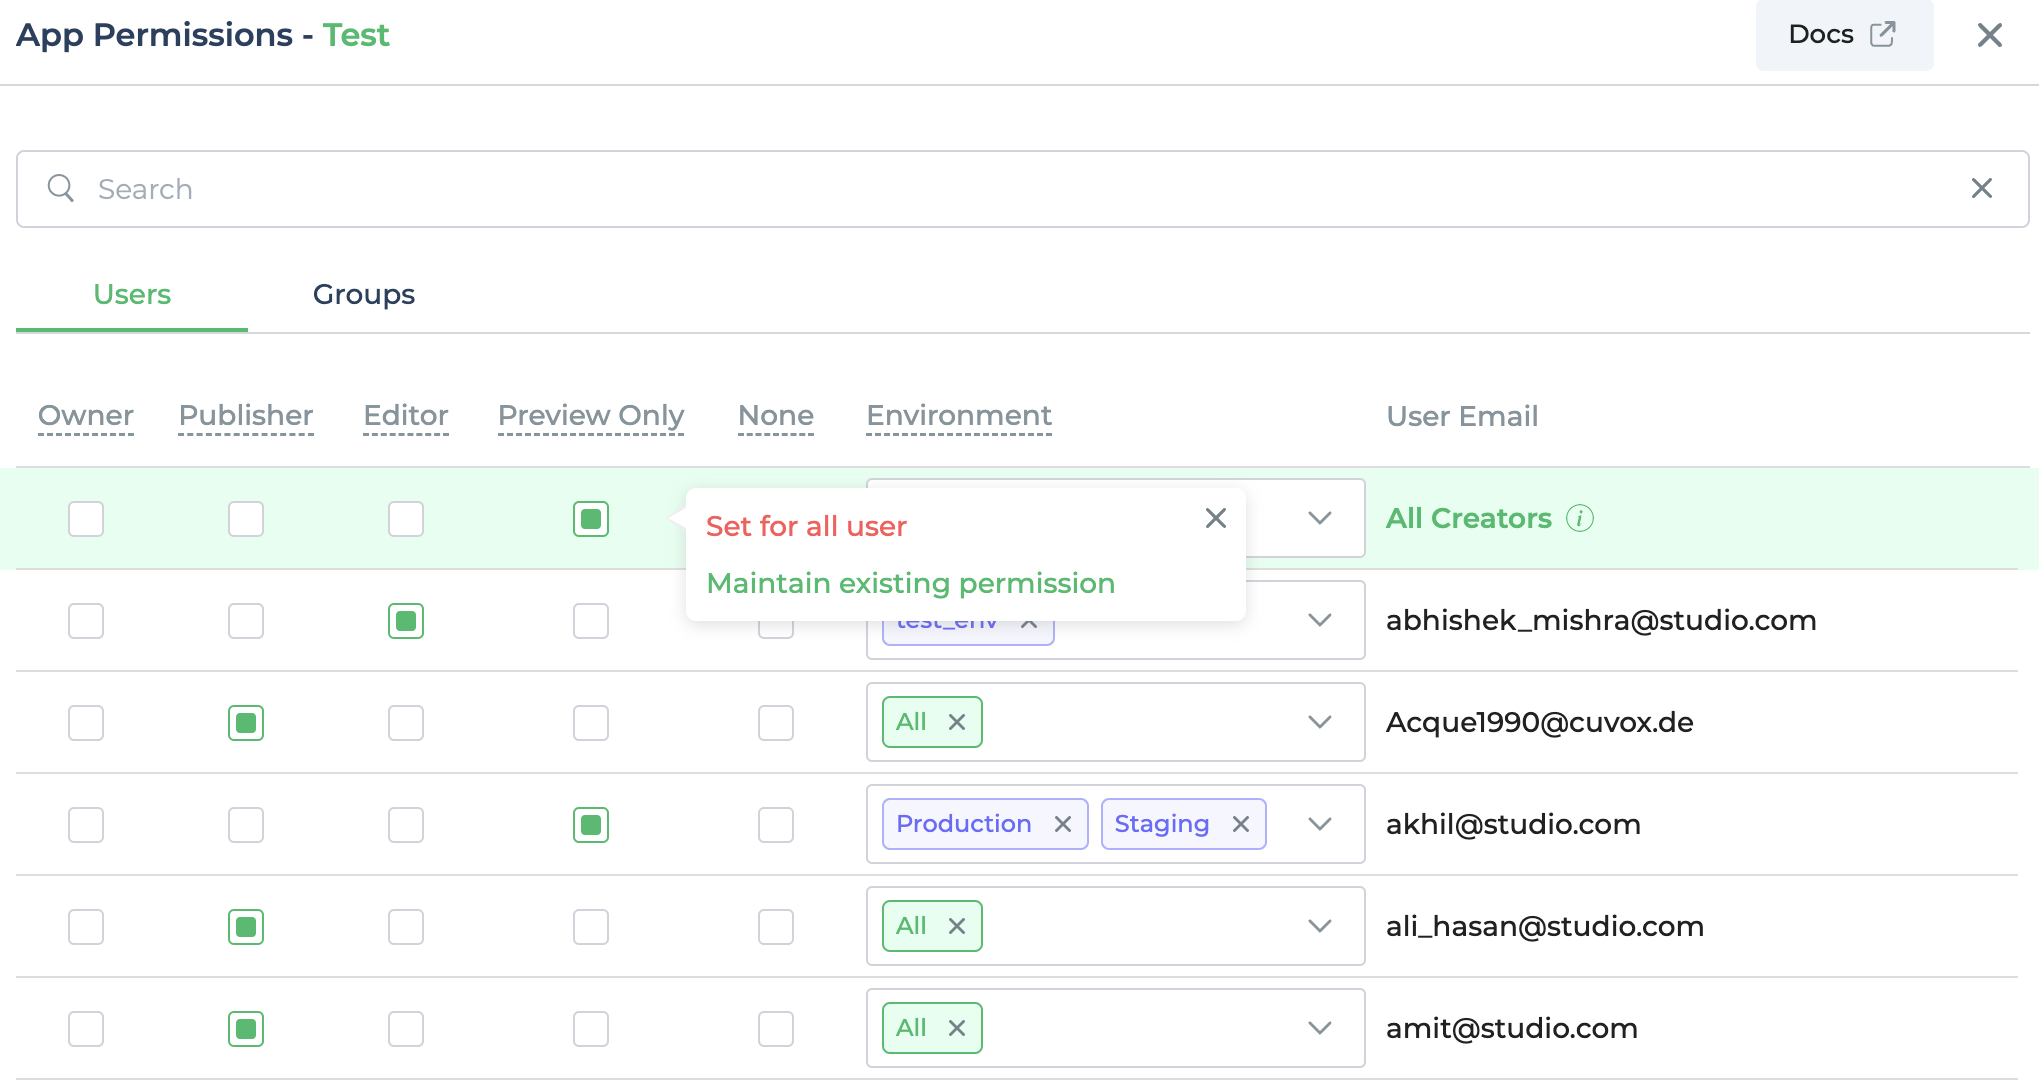 App Permissions - Test
Docs
Search
Users Groups
Owner Publisher Editor Preview Only None Environment User Email
Set for all user
All Creators
Maintain existing permission
test_env
abhishek_mishra@studio.com
All
Acque1990@cuvox.de
Production Staging
akhil@studio.com
All
ali_hasan@studio.com
All
amit@studio.com